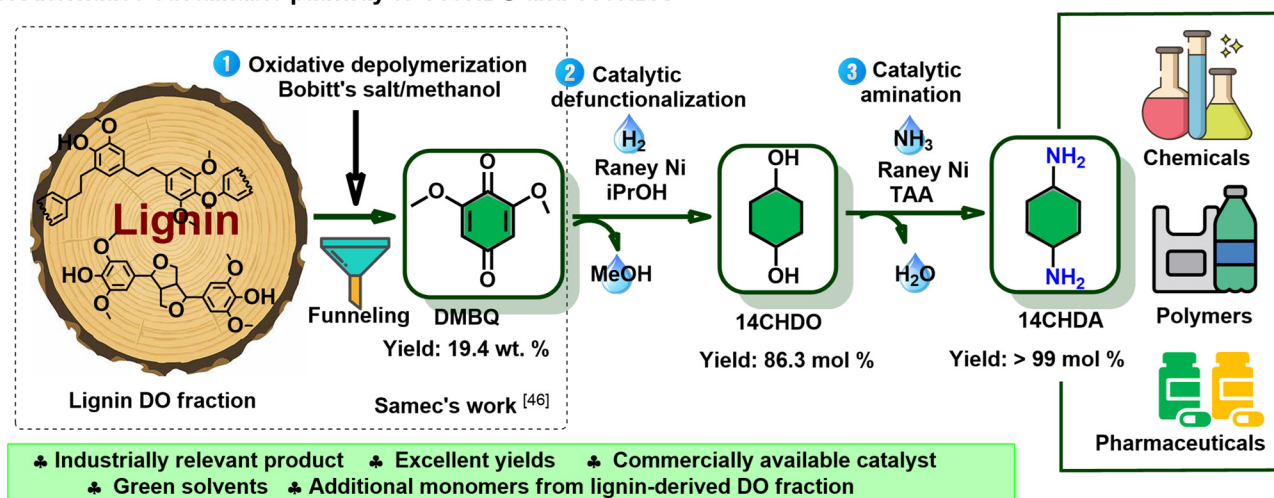 1 Oxidative depolymerization
Bobitt's salt/methanol
2 Catalytic
defunctionalization
H₂
Raney Ni
iPrOH
3 Catalytic
amination
NH₃
Raney Ni
TAA
HO
O
O
O
O
Lignin
O
HO
O
O
O
O
OH
O
Lignin DO fraction
Funneling
O
O
O
O
DMBQ
Yield: 19.4 wt. %
Samec's work [46]
MeOH
OH
OH
14CHDO
Yield: 86.3 mol %
H₂O
NH₂
NH₂
14CHDA
Yield: > 99 mol %
Chemicals
Polymers
Pharmaceuticals
♣ Industrially relevant product ♣ Excellent yields ♣ Commercially available catalyst
♣ Green solvents ♣ Additional monomers from lignin-derived DO fraction